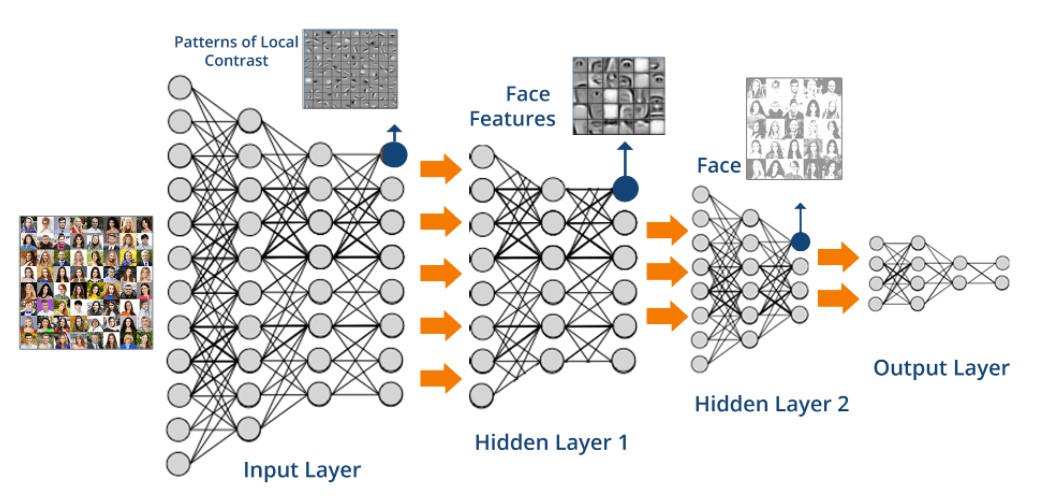 Patterns of Local
Contrast
Face
Features
Face
Input Layer
Hidden Layer 1
Hidden Layer 2
Output Layer